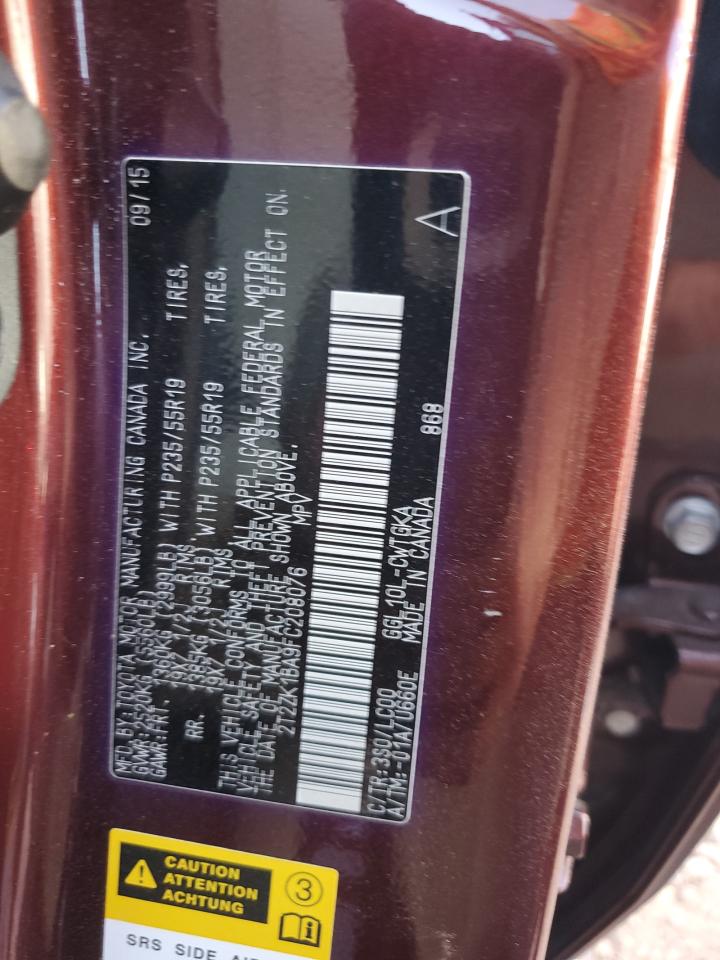 MFD. BY: TOYOTA MOTOR MANUFACTURING CANADA INC. 09/15
GVWR: 2520KG (5560LB)
GAWR: FRT. 1360KG (2999LB) WITH P235/55R19 TIRES,
19X7 1/2J RIMS,
RR. 1385KG (3056LB) WITH P235/55R19 TIRES,
19X7 1/2J RIMS
THIS VEHICLE CONFORMS TO ALL APPLICABLE FEDERAL MOTOR
VEHICLE SAFETY AND THEFT PREVENTION STANDARDS IN EFFECT ON
THE DATE OF MANUFACTURE SHOWN ABOVE.
2T2ZK1BA9FC208076 MPV
A
868
C/TR:3S0/LC00 GGL10L-CWTGKA
A/TM:-01A/U660E MADE IN CANADA
CAUTION
ATTENTION
ACHTUNG
3
SRS SIDE